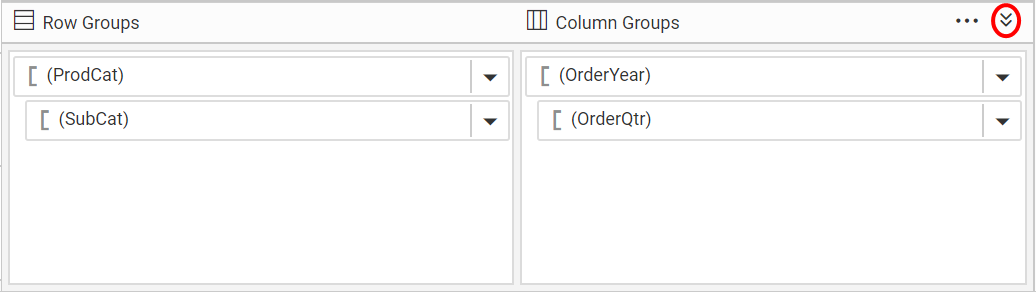 Row Groups
Column Groups
(ProdCat)
(SubCat)
(OrderYear)
(OrderQtr)